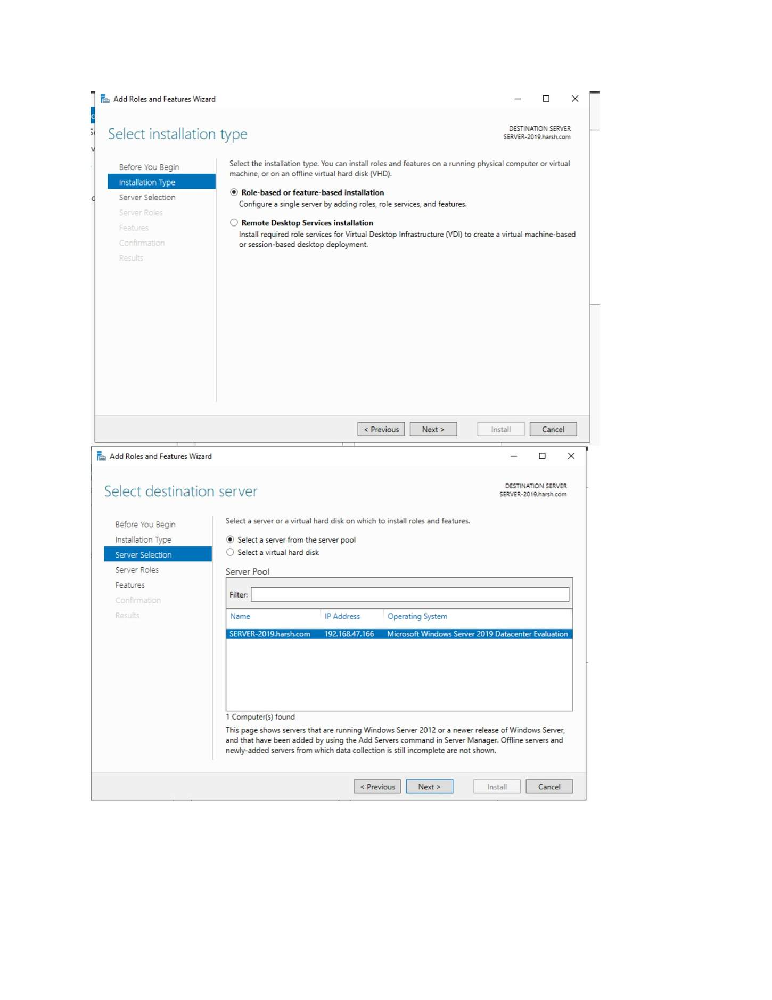 Add Roles and Features Wizard
Select installation type
DESTINATION SERVER
SERVER-2019.harsh.com
Before You Begin
Installation Type
Server Selection
Server Roles
Features
Confirmation
Results
Select the installation type. You can install roles and features on a running physical computer or virtual
machine, or on an offline virtual hard disk (VHD).
Role-based or feature-based installation
Configure a single server by adding roles, role services, and features.
Remote Desktop Services installation
Install required role services for Virtual Desktop Infrastructure (VDI) to create a virtual machine-based
or session-based desktop deployment.
< Previous
Next >
Install
Cancel
Add Roles and Features Wizard
Select destination server
DESTINATION SERVER
SERVER-2019.harsh.com
Before You Begin
Installation Type
Server Selection
Server Roles
Features
Confirmation
Results
Select a server or a virtual hard disk on which to install roles and features.
Select a server from the server pool
Select a virtual hard disk
Server Pool
Filter:
Name IP Address Operating System
SERVER-2019.harsh.com 192.168.47.166 Microsoft Windows Server 2019 Datacenter Evaluation
1 Computer(s) found
This page shows servers that are running Windows Server 2012 or a newer release of Windows Server,
and that have been added by using the Add Servers command in Server Manager. Offline servers and
newly-added servers from which data collection is still incomplete are not shown.
< Previous
Next >
Install
Cancel